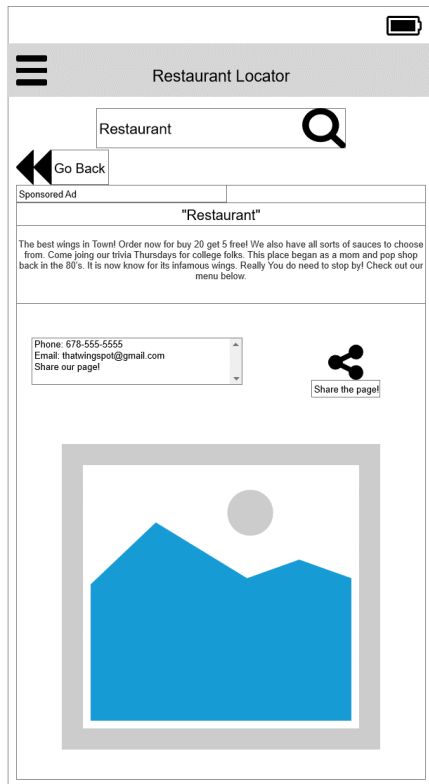 Restaurant Locator
Restaurant
Go Back
Sponsored Ad
"Restaurant"
The best wings in Town! Order now for buy 20 get 5 free! We also have all sorts of sauces to choose
from. Come joing our trivia Thursdays for college folks. This place began as a mom and pop shop
back in the 80's. It is now know for its infamous wings. Really You do need to stop by! Check out our
menu below.
Phone: 678-555-5555
Email: thatwingspot@gmail.com
Share our page!
Share the page!